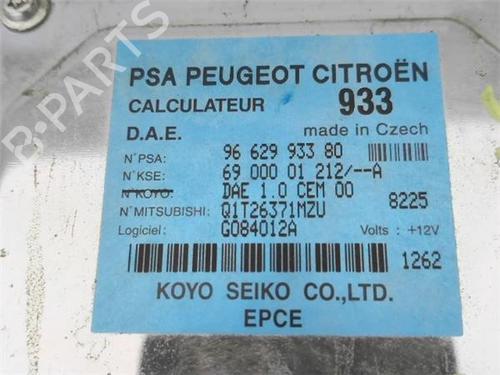 PSA PEUGEOT CITROËN
CALCULATEUR 933
D.A.E. made in Czech
N°PSA: 96 629 933 80
N°KSE: 69 000 01 212/--A
N°KOYO: DAE 1.0 CEM 00 8225
N°MITSUBISHI: Q1T26371MZU
Logiciel: G084012A Volts : +12V
1262
KOYO SEIKO CO.,LTD.
EPCE
B-PARTS